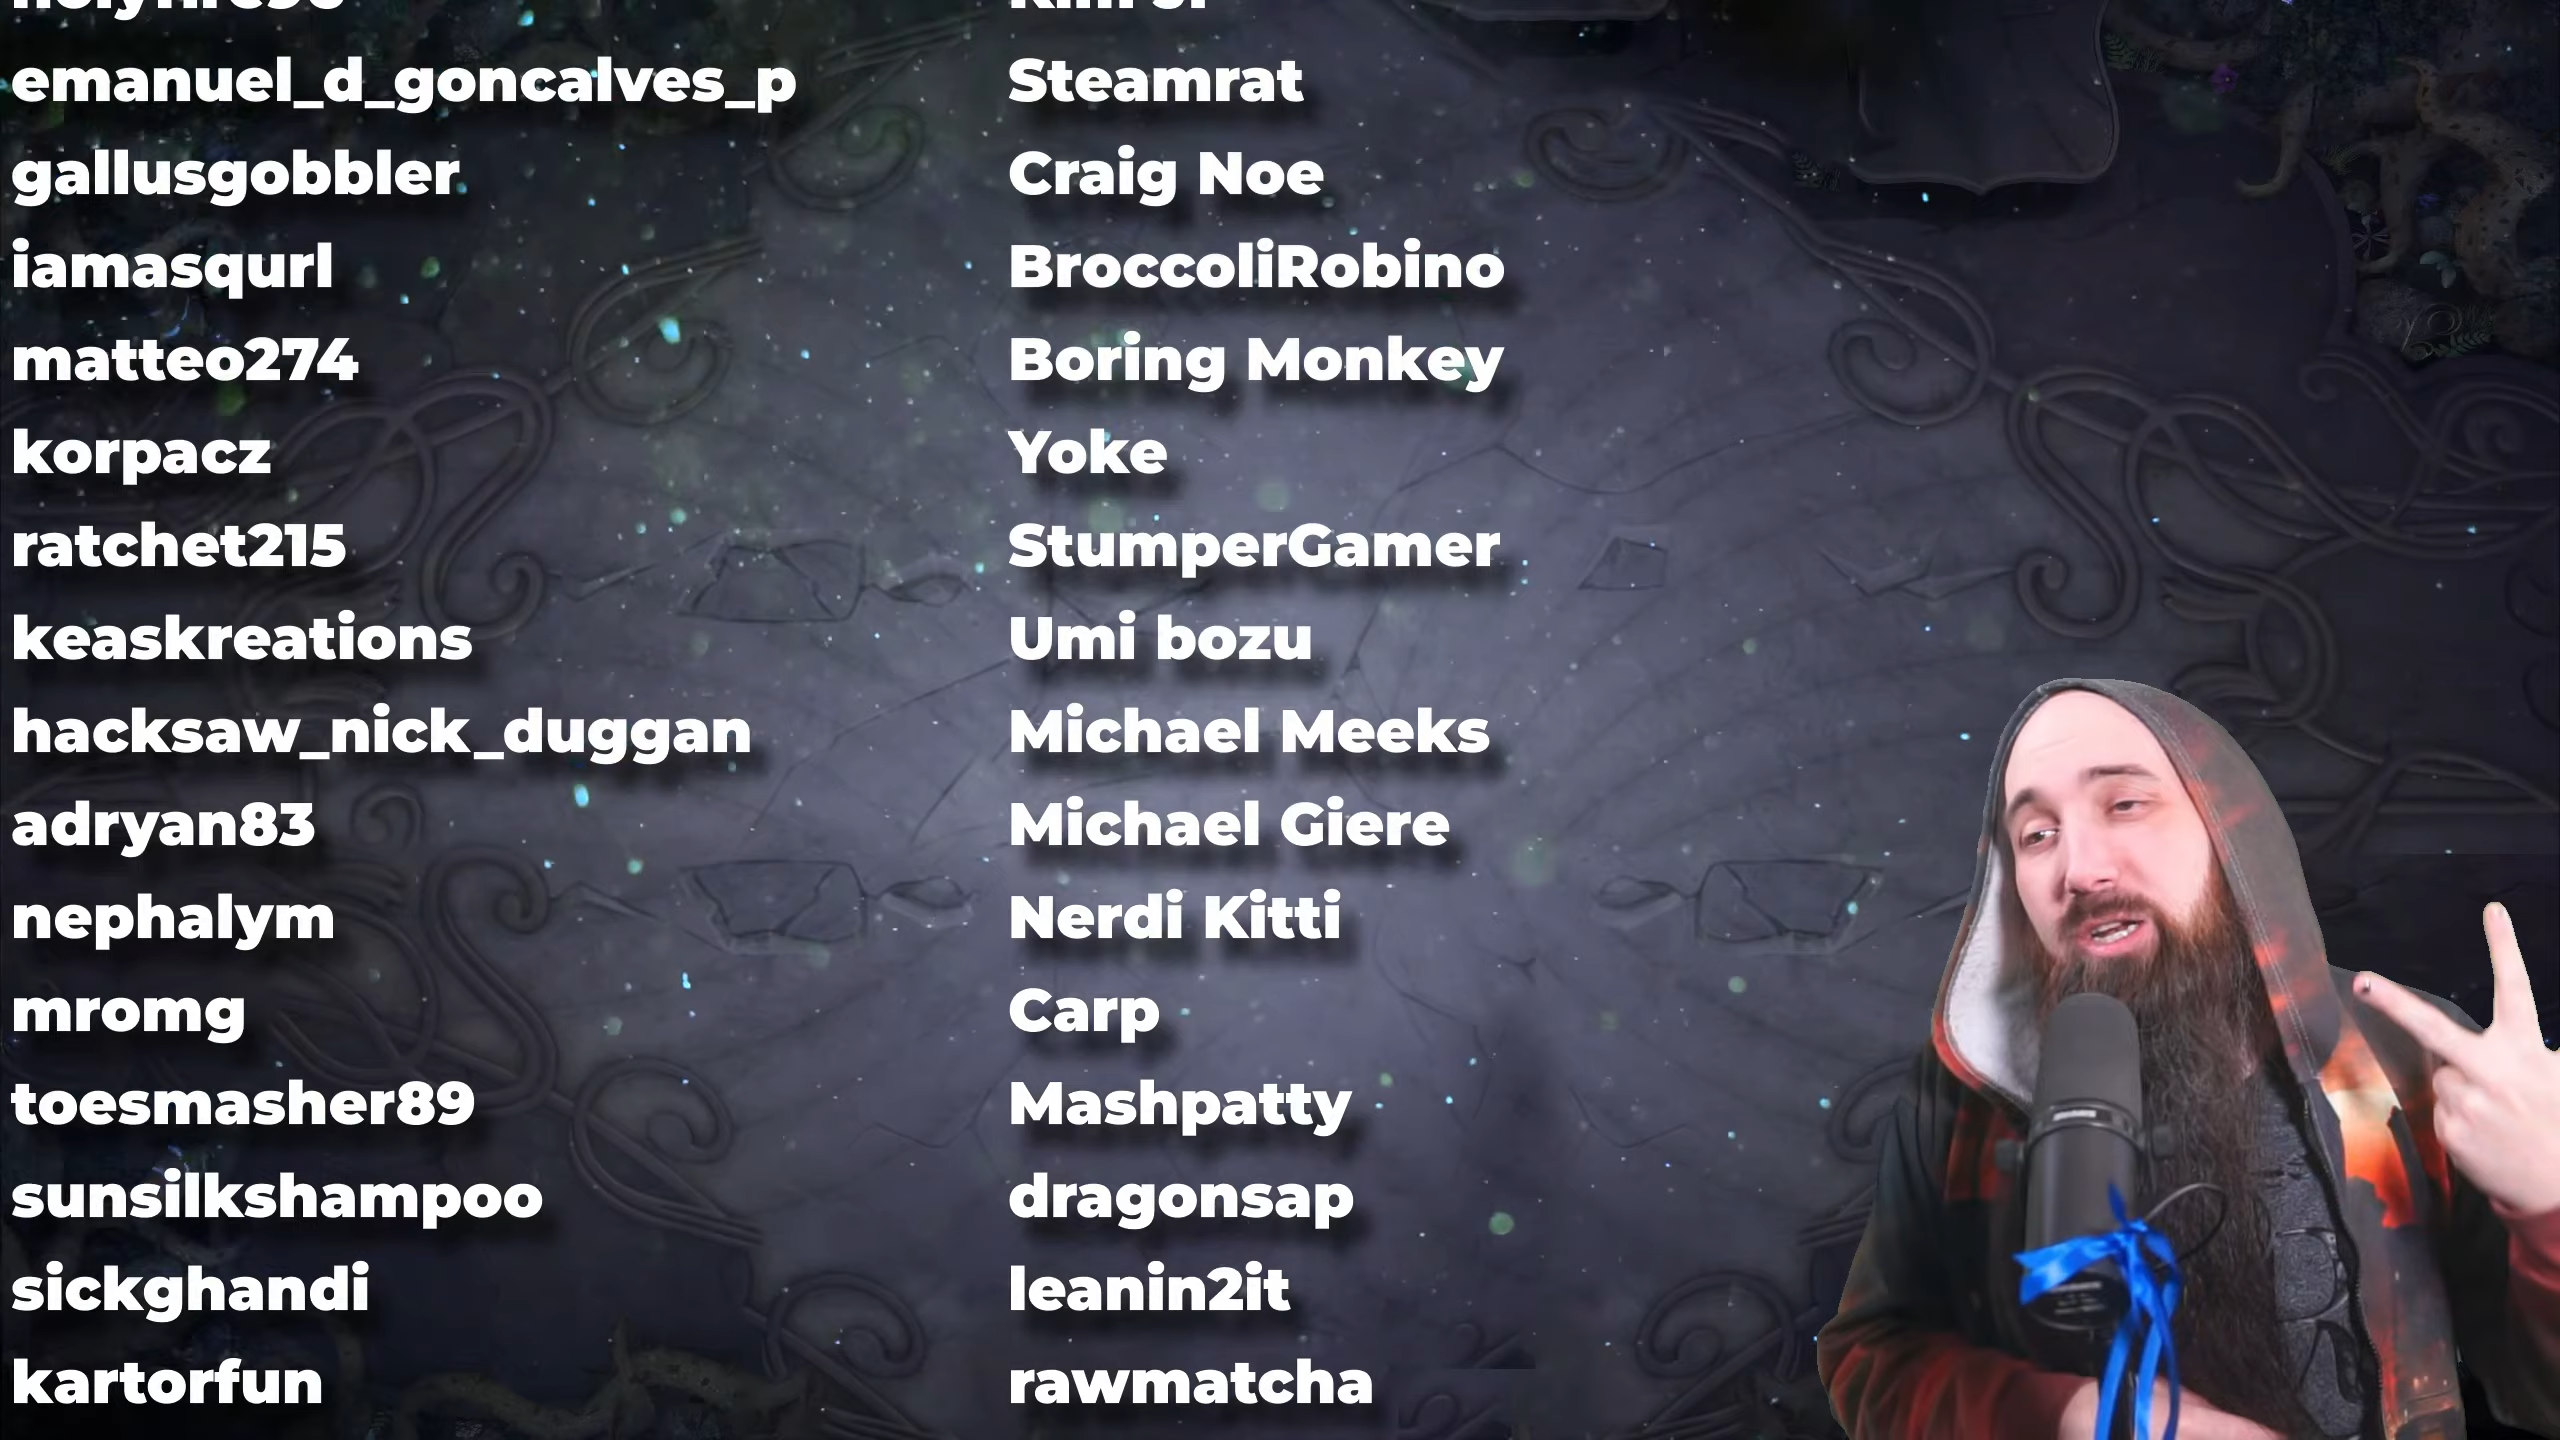 emanuel_d_goncalves_p
gallusgobbler
iamasqurl
matteo274
korpacz
ratchet215
keaskreations
hacksaw_nick_duggan
adryan83
nephalym
mromg
toesmasher89
sunsilkshampoo
sickghandi
kartorfun
Steamrat
Craig Noe
BroccoliRobino
Boring Monkey
Yoke
StumperGamer
Umi bozu
Michael Meeks
Michael Giere
Nerdi Kitti
Carp
Mashpatty
dragonsap
leanin2it
rawmatcha